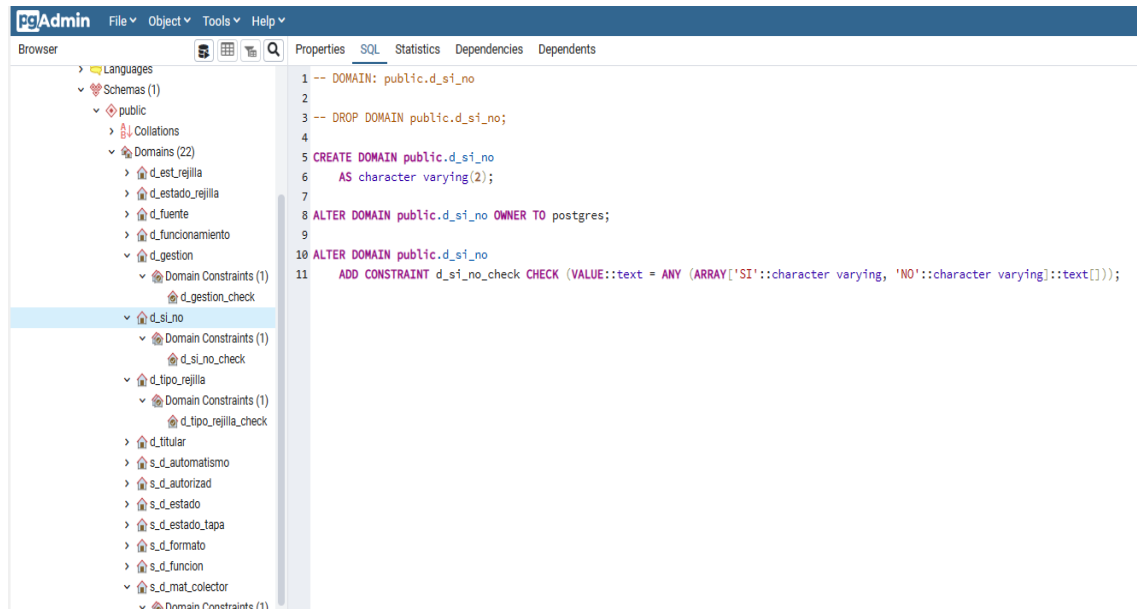 pgAdmin File Object Tools Help
Browser
Properties SQL Statistics Dependencies Dependents
Languages
Schemas (1)
public
Collations
Domains (22)
d_est_rejilla
d_estado_rejilla
d_fuente
d_funcionamiento
d_gestion
Domain Constraints (1)
d_gestion_check
d_si_no
Domain Constraints (1)
d_si_no_check
d_tipo_rejilla
Domain Constraints (1)
d_tipo_rejilla_check
d_titular
s_d_automatismo
s_d_autorizad
s_d_estado
s_d_estado_tapa
s_d_formato
s_d_funcion
s_d_mat_colector
Domain Constraints (1)
1 -- DOMAIN: public.d_si_no
2
3 -- DROP DOMAIN public.d_si_no;
4
5 CREATE DOMAIN public.d_si_no
6 AS character varying(2);
7
8 ALTER DOMAIN public.d_si_no OWNER TO postgres;
9
10 ALTER DOMAIN public.d_si_no
11 ADD CONSTRAINT d_si_no_check CHECK (VALUE::text = ANY (ARRAY['SI'::character varying, 'NO'::character varying]::text[]));